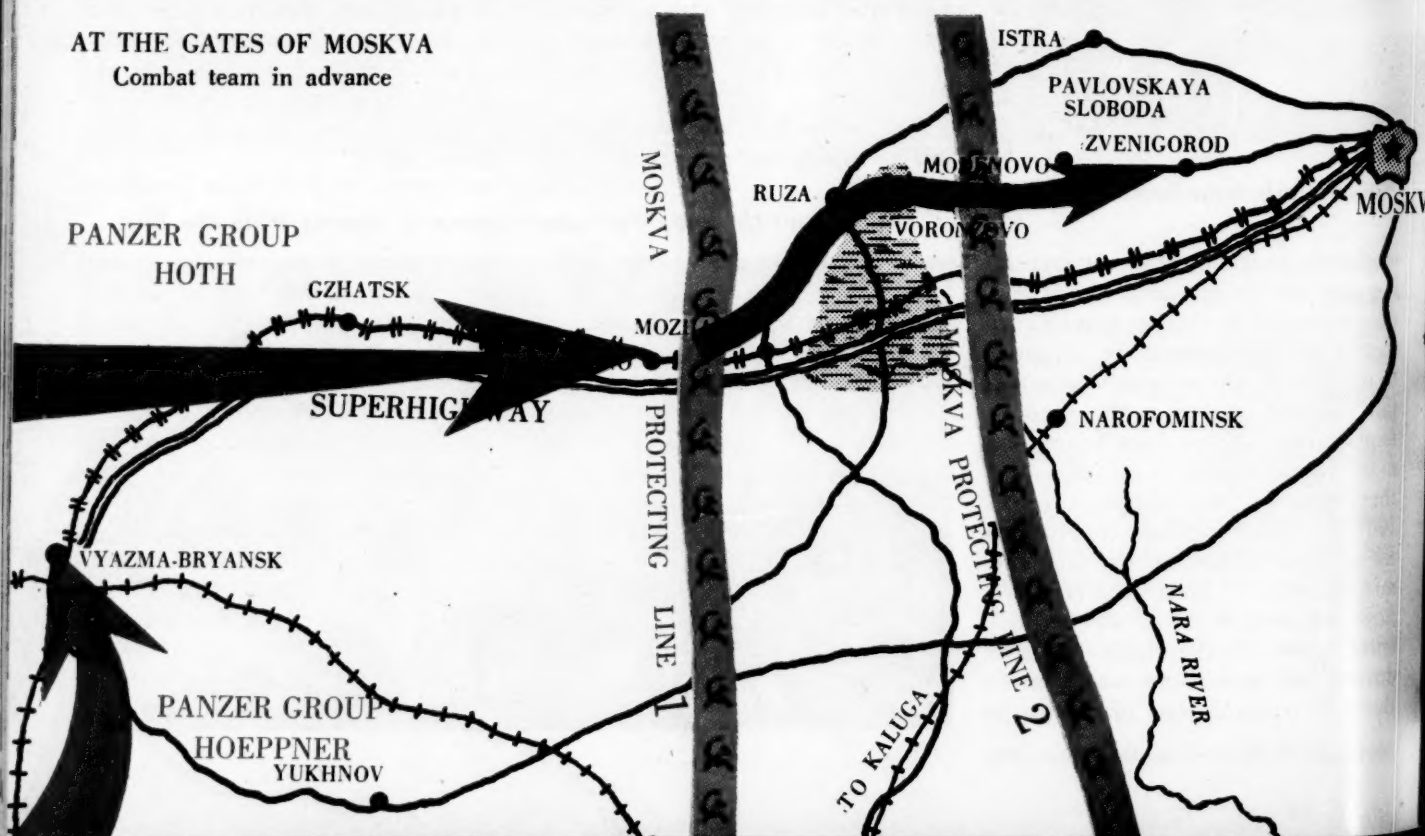 AT THE GATES OF MOSKVA
Combat team in advance
ISTRA
PAVLOVSKAYA
SLOBODA
ZVENIGOROD
RUZA
VORONZOVO
PANZER GROUP
HOTH
GZHATSK
SUPERHIGHWAY
NAROFOMINSK
VYAZMA-BRYANSK
PANZER GROUP
HOEPPNER
YUKHNOV
MOSKVA PROTECTING LINE 1
MOSKVA PROTECTING LINE 2
NARA RIVER
TO KALUGA